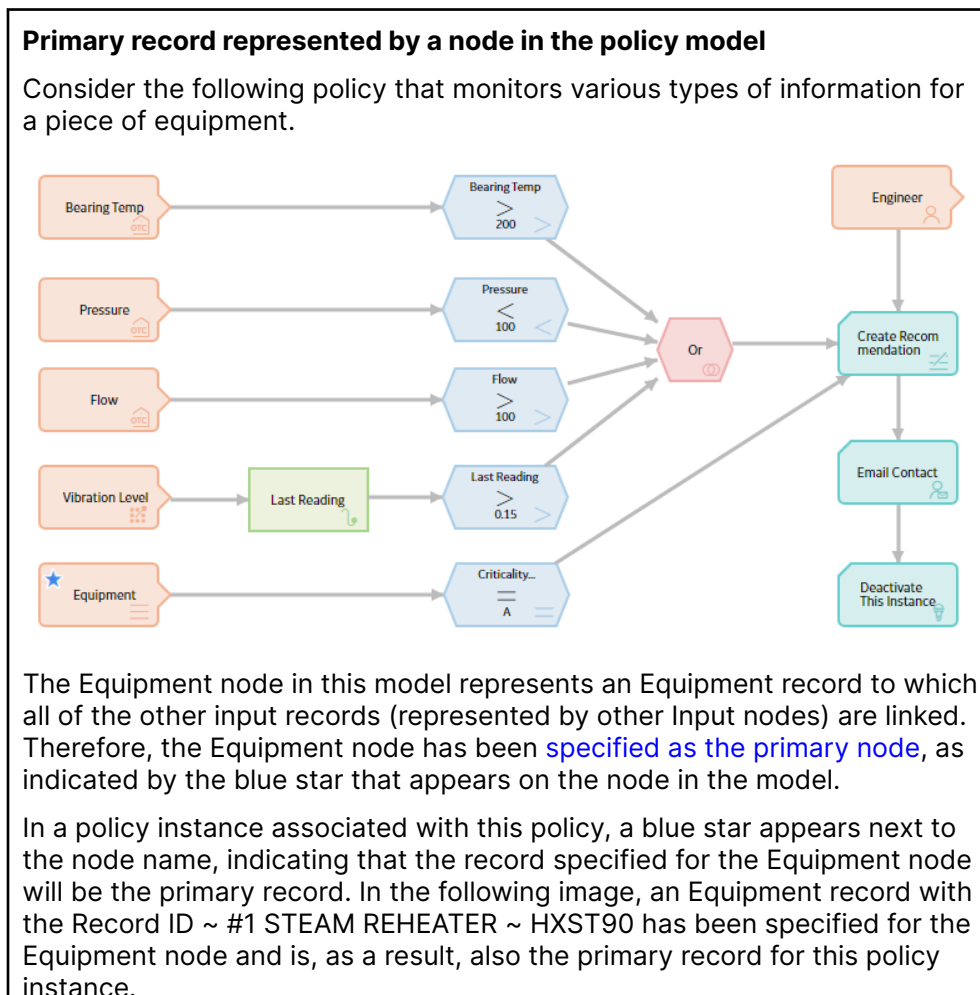 Primary record represented by a node in the policy model
Consider the following policy that monitors various types of information for
a piece of equipment.
Bearing Temp
OTC
Bearing Temp
>
200
>
Engineer
Pressure
OTC
Pressure
<
100
<
Or
Create Recom
mendation
Flow
OTC
Flow
>
100
>
Vibration Level
Last Reading
Last Reading
>
0.15
>
Email Contact
Equipment
Criticality...
=
A
=
Deactivate
This Instance
The Equipment node in this model represents an Equipment record to which
all of the other input records (represented by other Input nodes) are linked.
Therefore, the Equipment node has been specified as the primary node, as
indicated by the blue star that appears on the node in the model.
In a policy instance associated with this policy, a blue star appears next to
the node name, indicating that the record specified for the Equipment node
will be the primary record. In the following image, an Equipment record with
the Record ID ~ #1 STEAM REHEATER ~ HXST90 has been specified for the
Equipment node and is, as a result, also the primary record for this policy
instance.